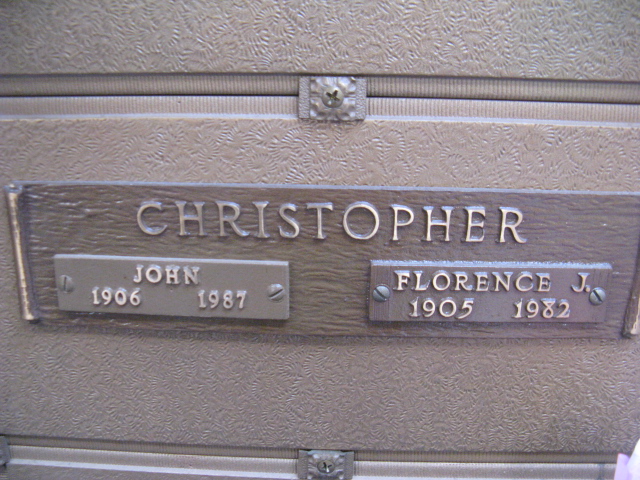 CHRISTOPHER
JOHN
1906 1987
FLORENCE J.
1905 1982